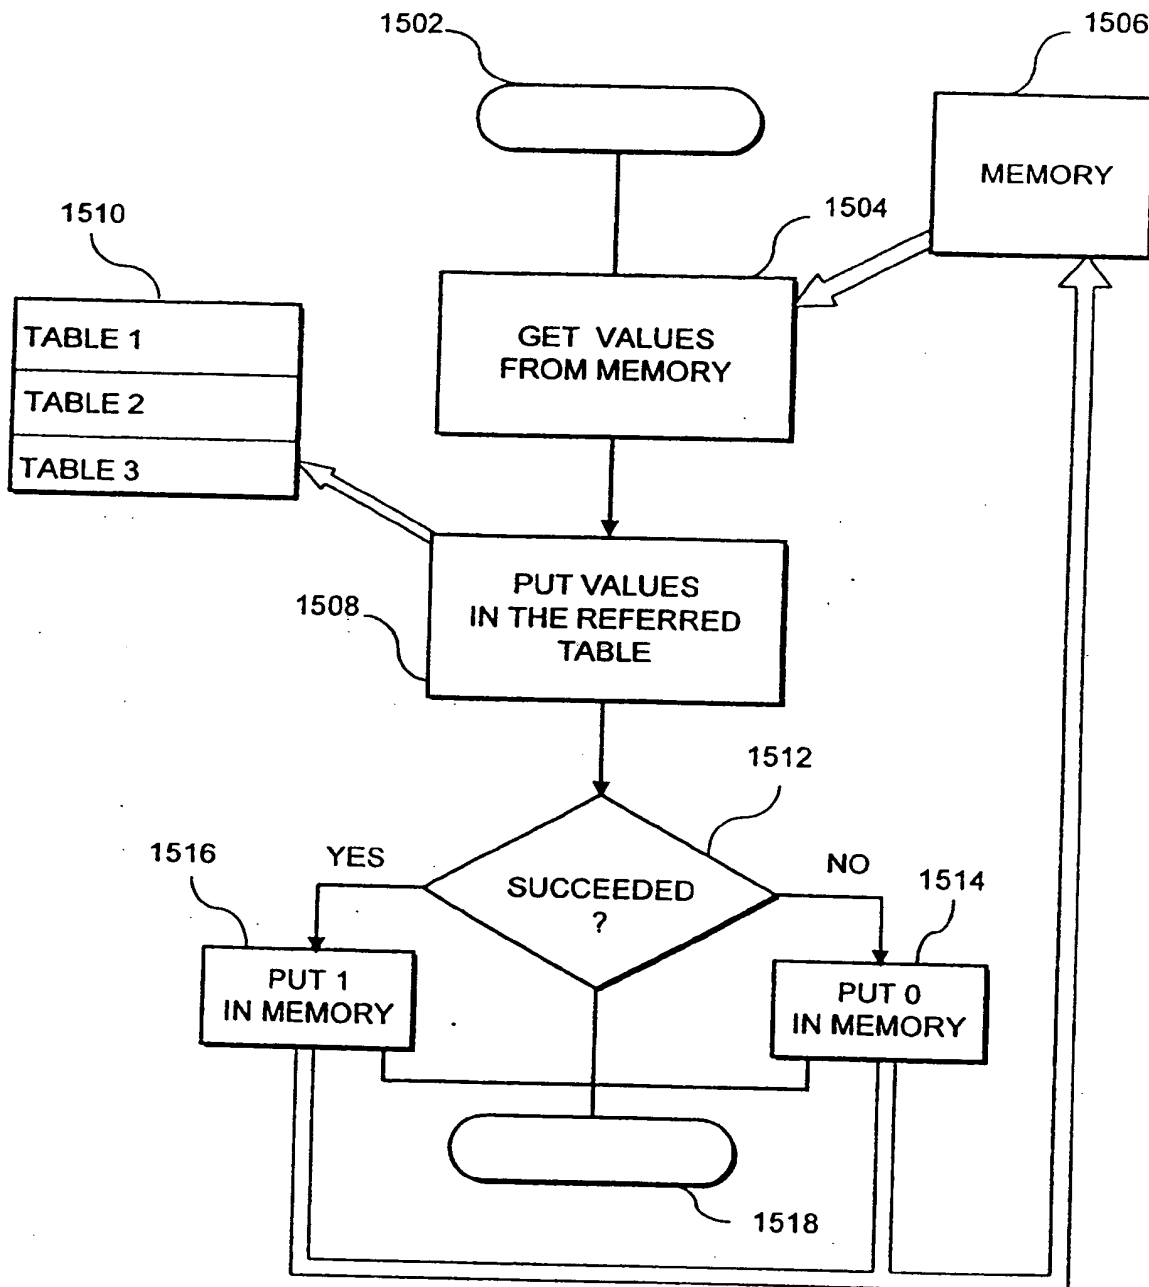 1502
1506
MEMORY
1504
1510
TABLE 1
TABLE 2
TABLE 3
GET VALUES
FROM MEMORY
PUT VALUES
IN THE REFERRED
TABLE
1508
1512
YES
NO
1516
1514
SUCCEEDED
?
PUT 1
IN MEMORY
PUT 0
IN MEMORY
1518